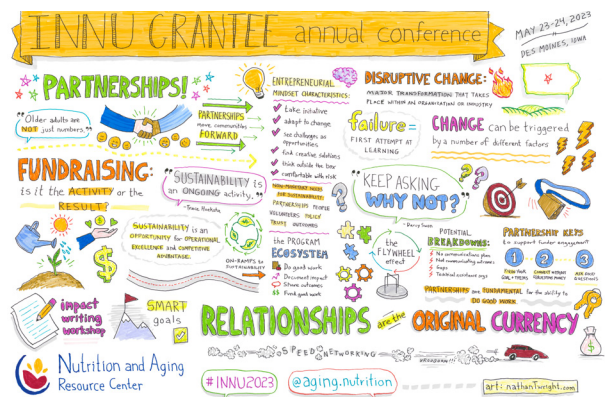 INNU GRANTEE annual conference
MAY 23-24, 2023
DES MOINES, IOWA
PARTNERSHIPS!
"Older adults are
NOT just numbers."
PARTNERSHIPS
move communities
FORWARD
ENTREPRENEURIAL
MINDSET CHARACTERISTICS:
take initiative
adapt to change
see challenges as
opportunities
find creative solutions
think outside the box
comfortable with risk
DISRUPTIVE CHANGE:
MAJOR TRANSFORMATION THAT TAKES
PLACE WITHIN AN ORGANIZATION OR INDUSTRY
failure=
FIRST ATTEMPT AT
LEARNING
CHANGE can be triggered
by a number of different factors
FUNDRAISING:
is it the ACTIVITY or the
RESULT?
"SUSTAINABILITY is
an ONGOING activity."
SUSTAINABILITY is an
OPPORTUNITY for OPERATIONAL
EXCELLENCE and COMPETITIVE
ADVANTAGE.
ON-RAMPS to
SUSTAINABILITY
NON-MONETARY NODS
for SUSTAINABILITY:
PARTNERSHIPS PEOPLE
VOLUNTEERS POLICY
TRUST OUTCOMES
the PROGRAM
ECOSYSTEM
Do good work
Document impact
Share outcomes
Fund good work
"KEEP ASKING
WHY NOT?"
the
FLYWHEEL
effect
POTENTIAL
BREAKDOWNS:
No communications plan
Not communicating outcomes
Gaps
PARTNERSHIP KEYS
to support funder engagement
1 2 3
PARTNERSHIPS are FUNDAMENTAL for the ability to
DO GOOD WORK.
impact
writing
workshop
SMART
goals
RELATIONSHIPS are the ORIGINAL CURRENCY
SPEED NETWORKING
Nutrition and Aging
Resource Center
#INNU2023
@aging.nutrition
art: nathanTwright.com